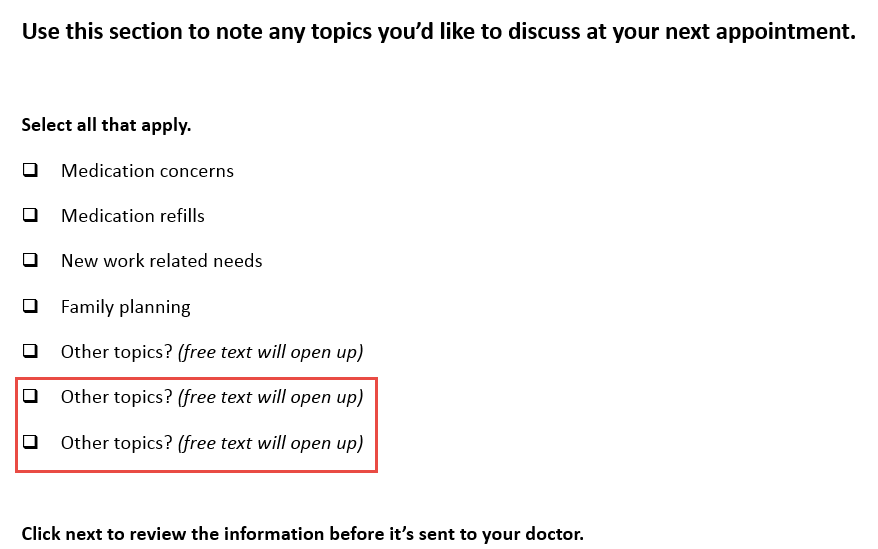 Use this section to note any topics you’d like to discuss at your next appointment.
Select all that apply.
Medication concerns
Medication refills
New work related needs
Family planning
Other topics? (free text will open up)
Other topics? (free text will open up)
Other topics? (free text will open up)
Click next to review the information before it’s sent to your doctor.